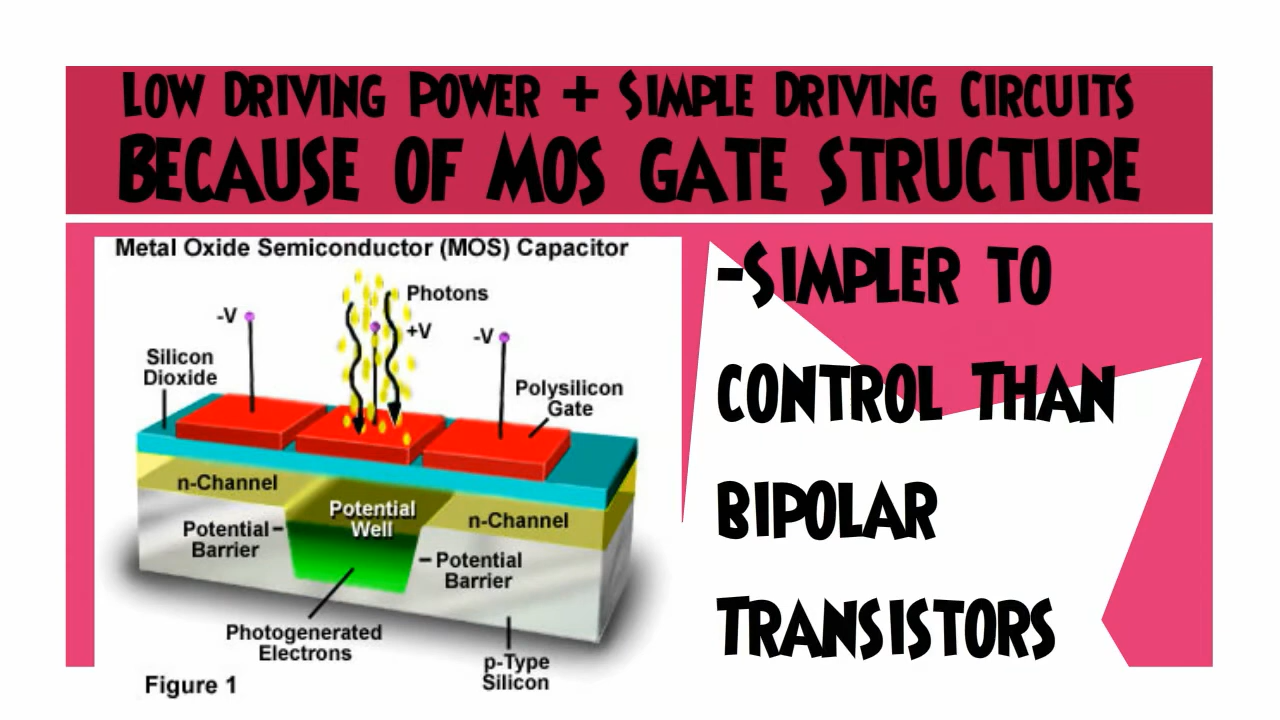 LOW DRIVING POWER + SIMPLE DRIVING CIRCUITS
BECAUSE OF MOS GATE STRUCTURE
Metal Oxide Semiconductor (MOS) Capacitor
Photons
-V
+V
-V
Silicon
Dioxide
Polysilicon
Gate
n-Channel
Potential
Well
n-Channel
Potential
Barrier
Potential
Barrier
Photogenerated
Electrons
p-Type
Silicon
Figure 1
-SIMPLER TO
CONTROL THAN
BIPOLAR
TRANSISTORS